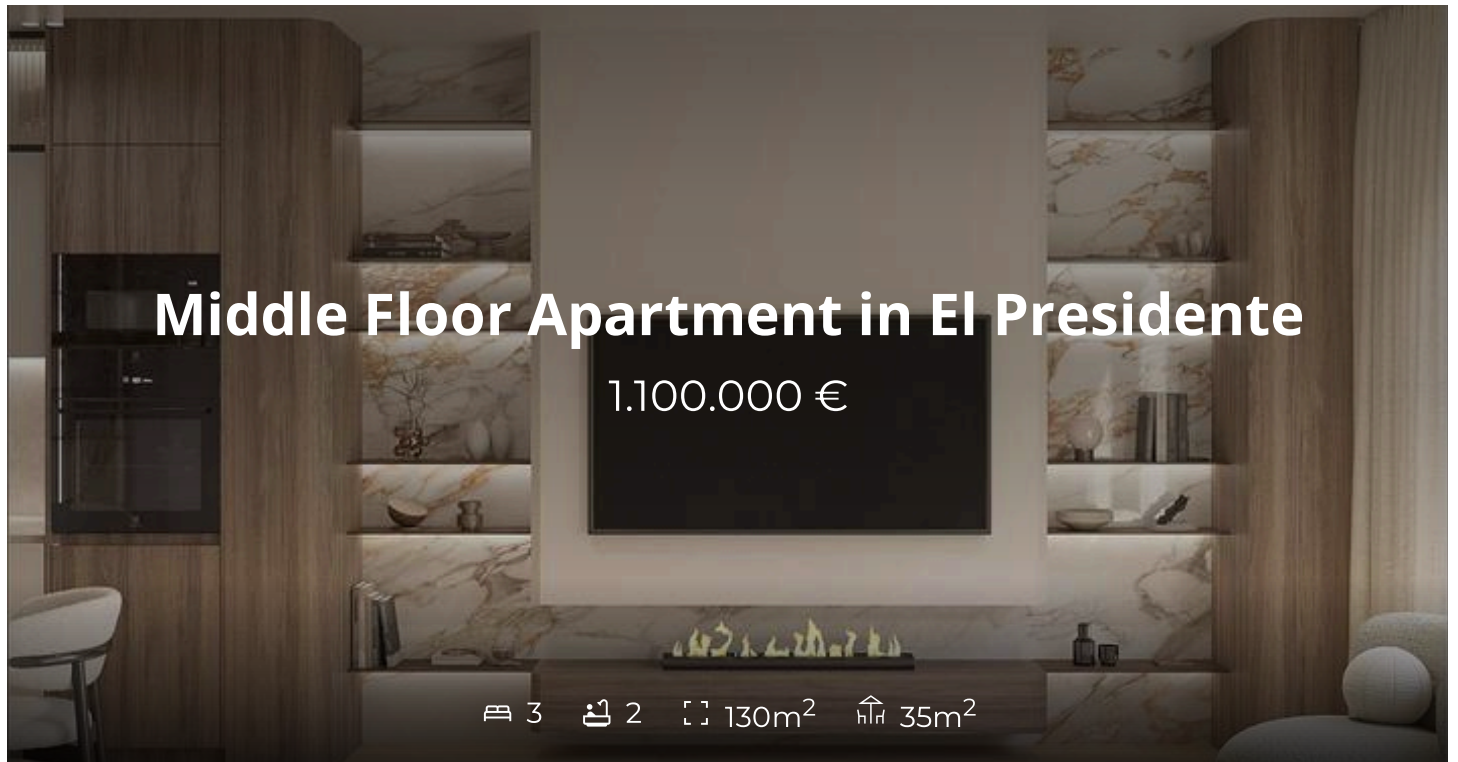 Middle Floor Apartment in El Presidente
1.100.000 €
3 2 130m² 35m²